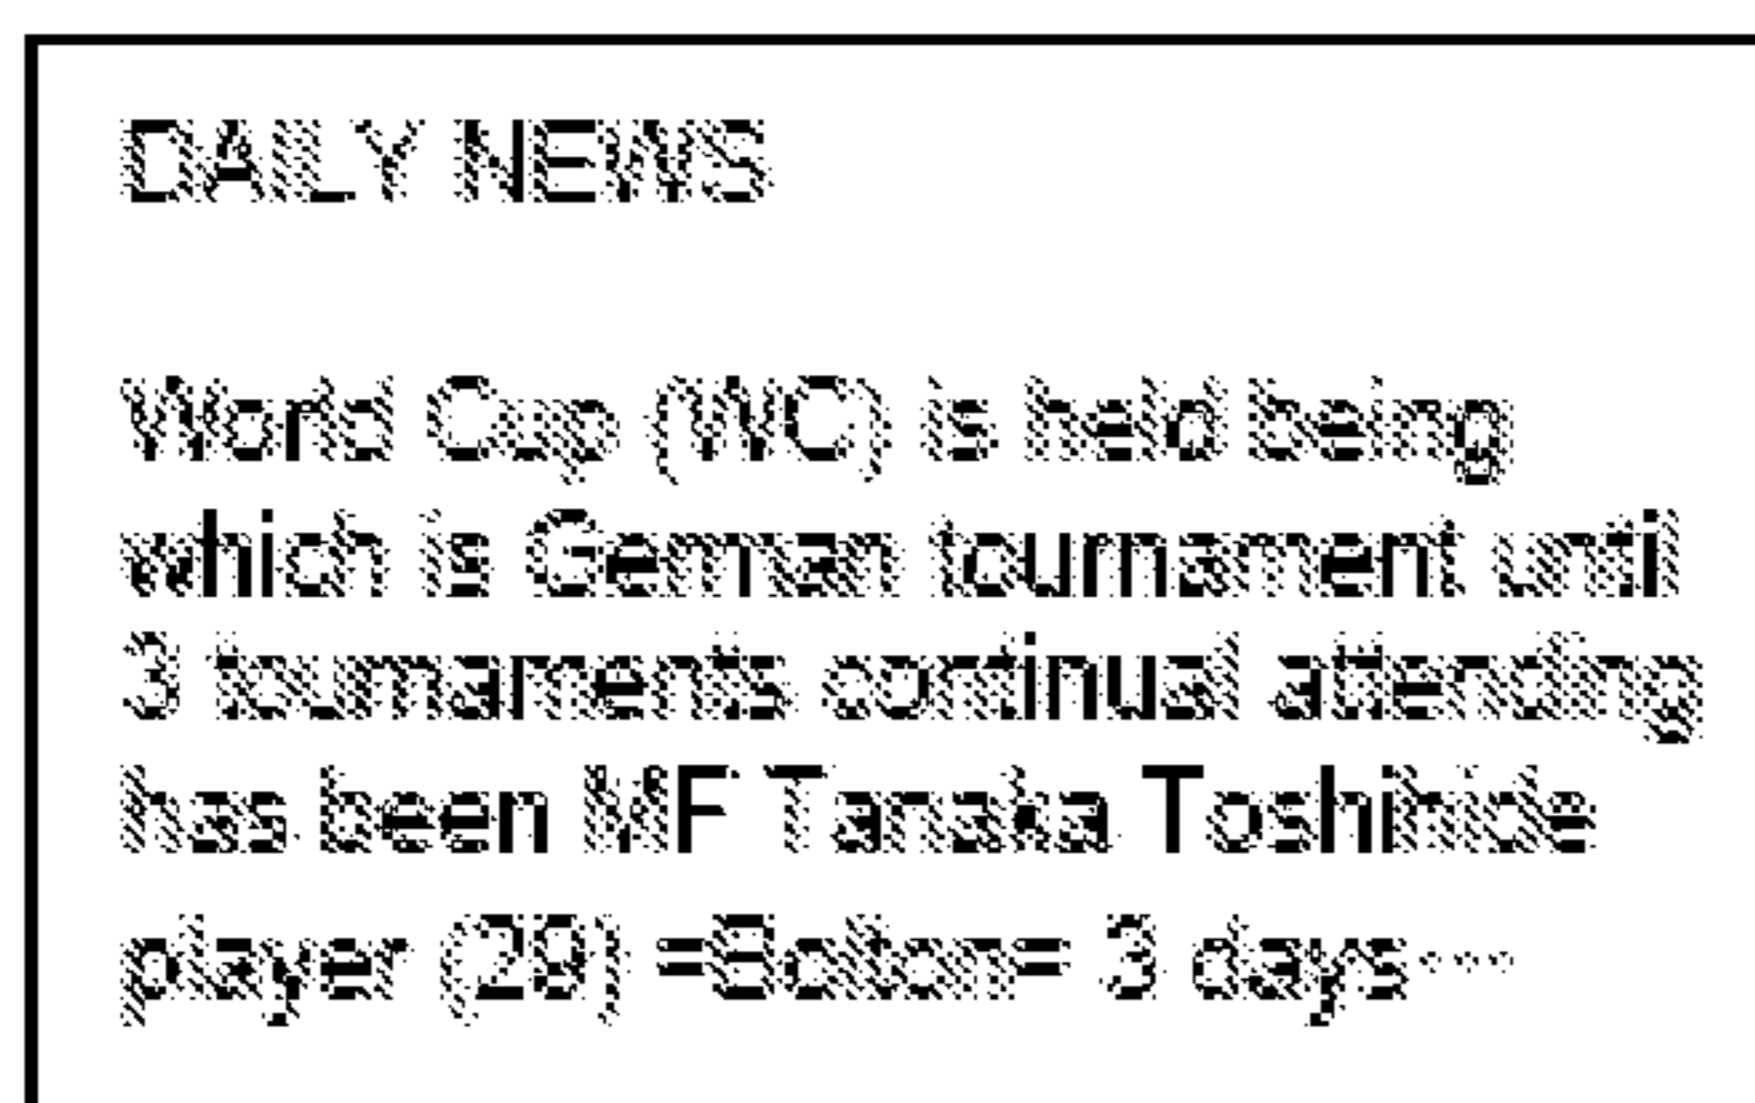 DAILY NEWS
World Cup (WC) is held being
which is German tournament until
3 tournaments continual attending
has been MF Tanaka Toshihide
player (29) =Bolton= 3 days…